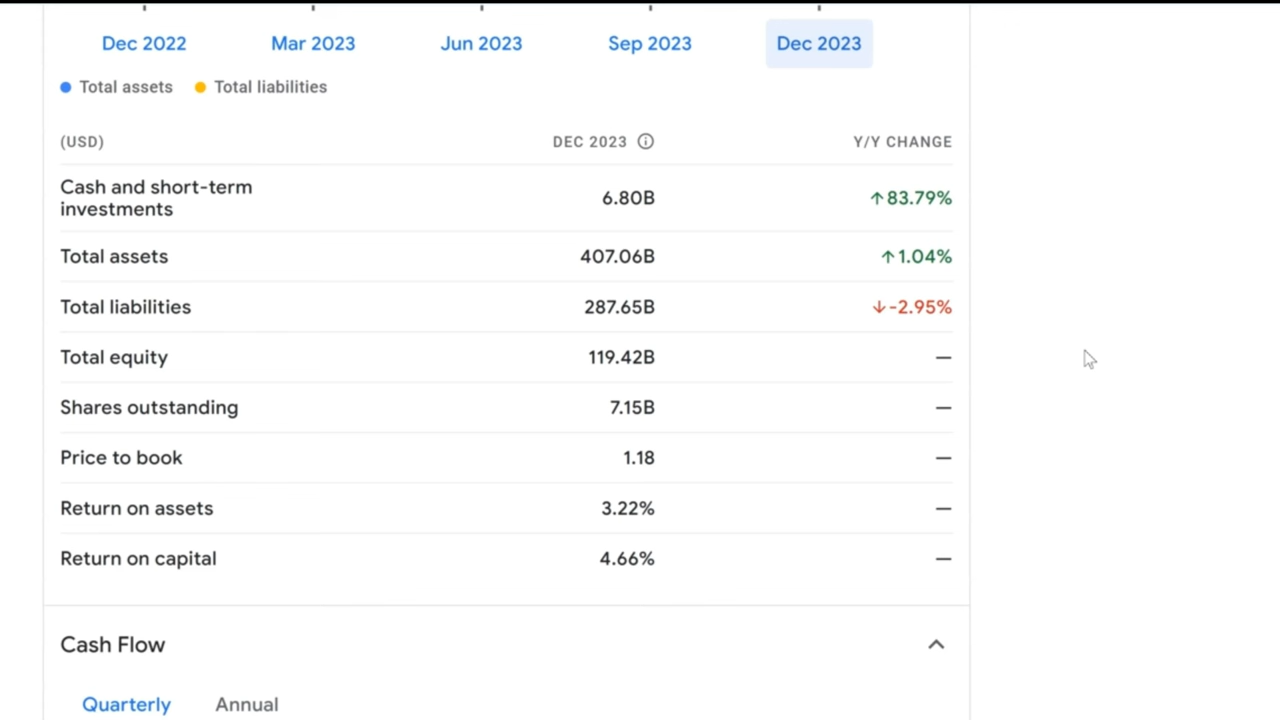 Dec 2022 Mar 2023 Jun 2023 Sep 2023 Dec 2023
Total assets Total liabilities
(USD) DEC 2023 Y/Y CHANGE
Cash and short-term
investments 6.80B ↑83.79%
Total assets 407.06B ↑1.04%
Total liabilities 287.65B ↓-2.95%
Total equity 119.42B —
Shares outstanding 7.15B —
Price to book 1.18 —
Return on assets 3.22% —
Return on capital 4.66% —
Cash Flow
Quarterly Annual